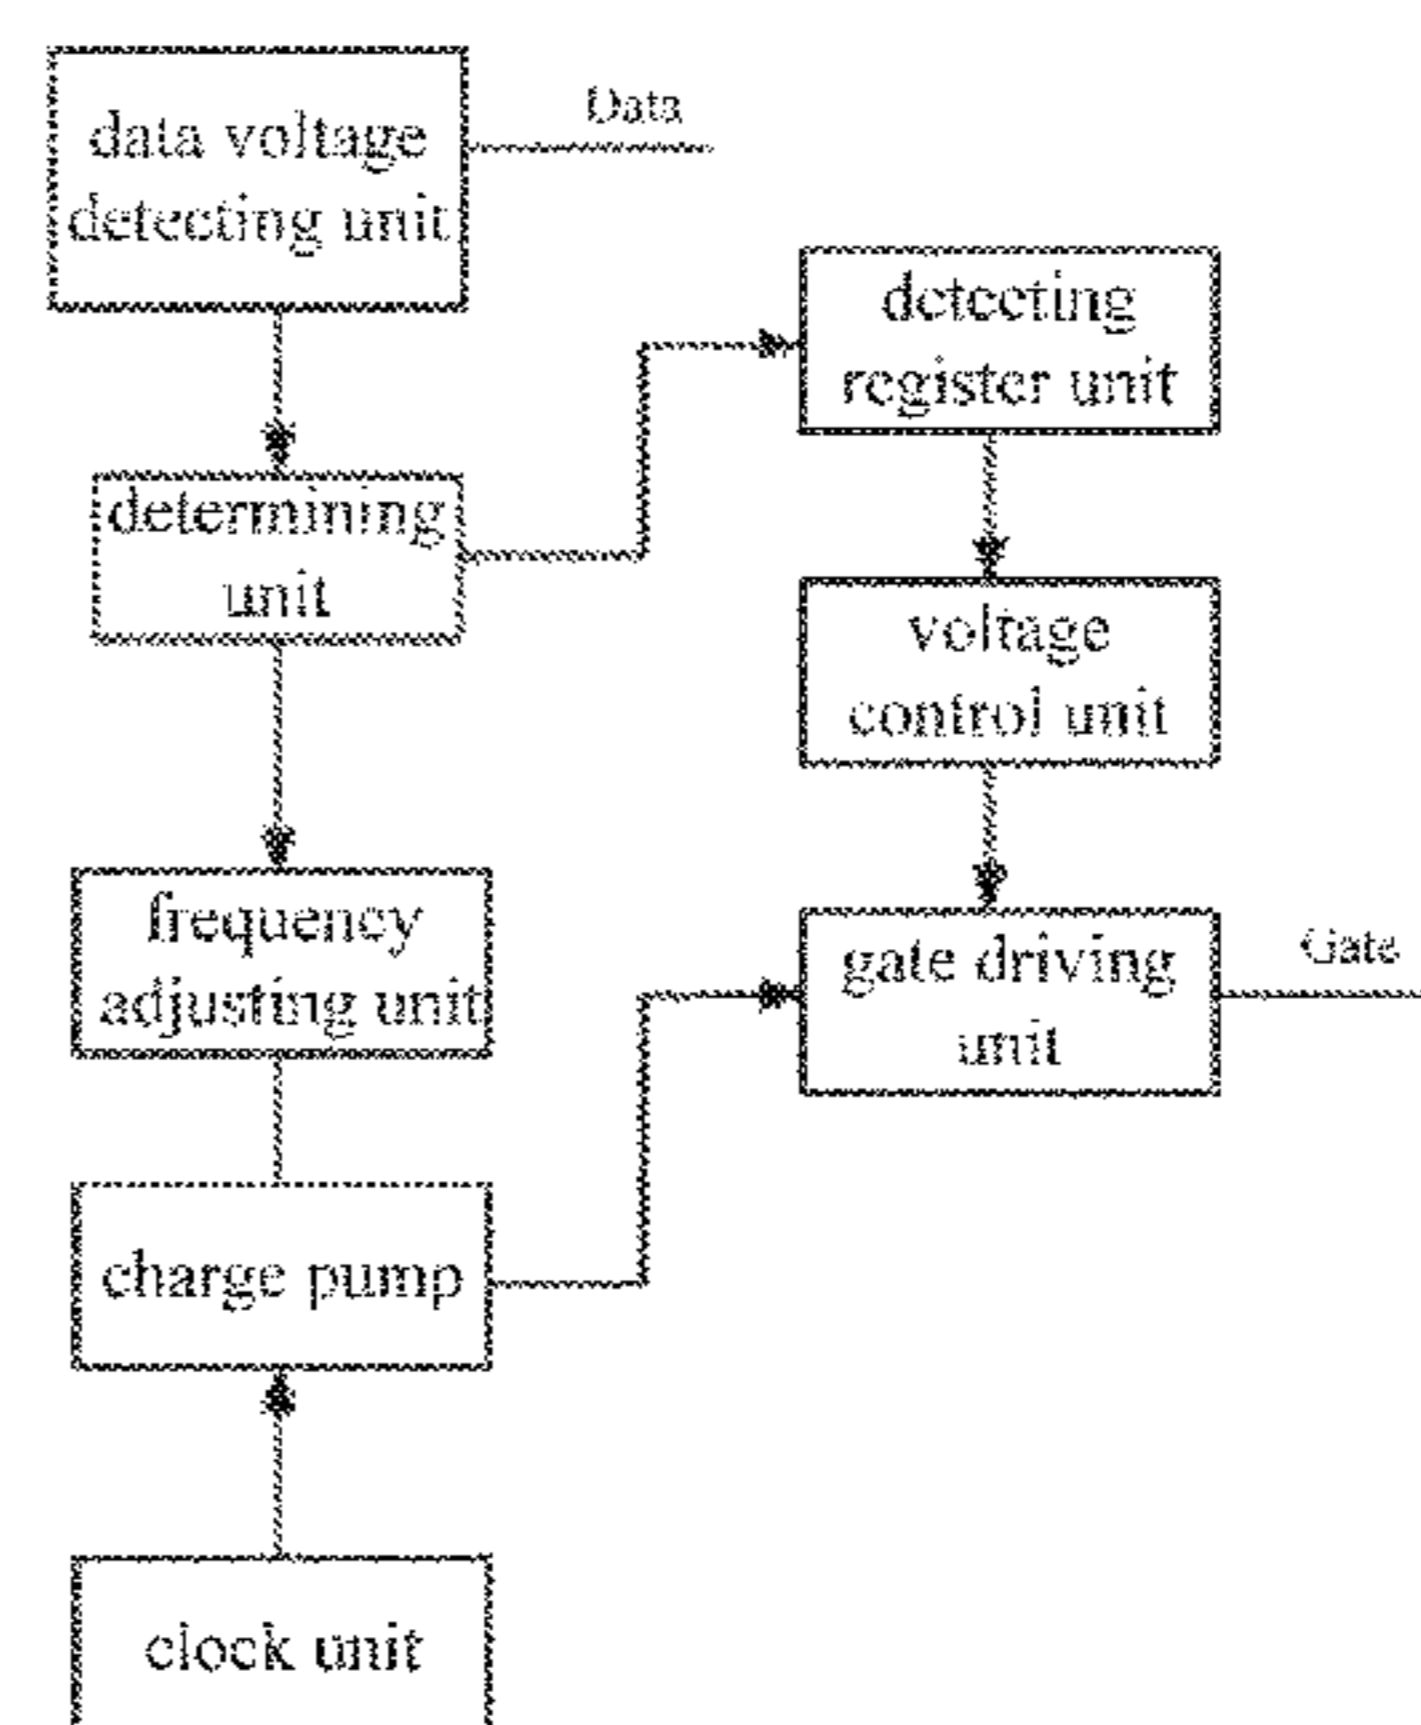 Data
data voltage
detecting unit
detecting
register unit
determining
unit
voltage
control unit
frequency
adjusting unit
gate driving
unit
Gate
charge pump
clock unit